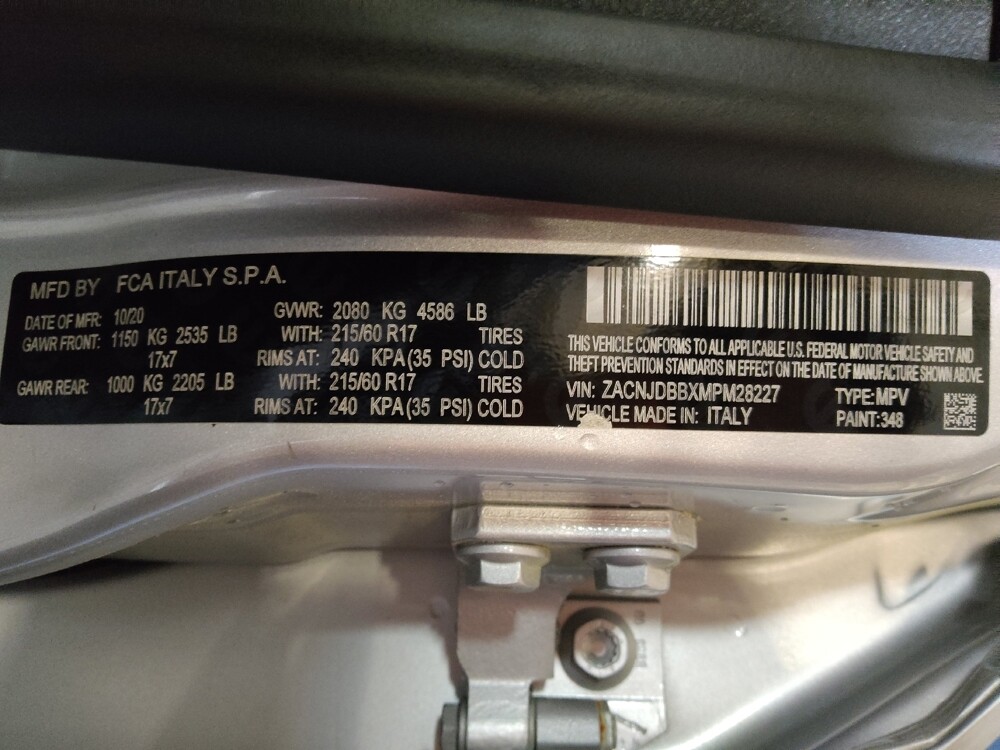 MFD BY FCA ITALY S.P.A.
DATE OF MFR: 10/20 GVWR: 2080 KG 4586 LB
GAWR FRONT: 1150 KG 2535 LB WITH: 215/60 R17 TIRES
17x7 RIMS AT: 240 KPA (35 PSI) COLD
GAWR REAR: 1000 KG 2205 LB WITH: 215/60 R17 TIRES
17x7 RIMS AT: 240 KPA (35 PSI) COLD
THIS VEHICLE CONFORMS TO ALL APPLICABLE U.S. FEDERAL MOTOR VEHICLE SAFETY AND
THEFT PREVENTION STANDARDS IN EFFECT ON THE DATE OF MANUFACTURE SHOWN ABOVE.
VIN: ZACNJDBBXMPM28227 TYPE: MPV
VEHICLE MADE IN: ITALY PAINT: 348